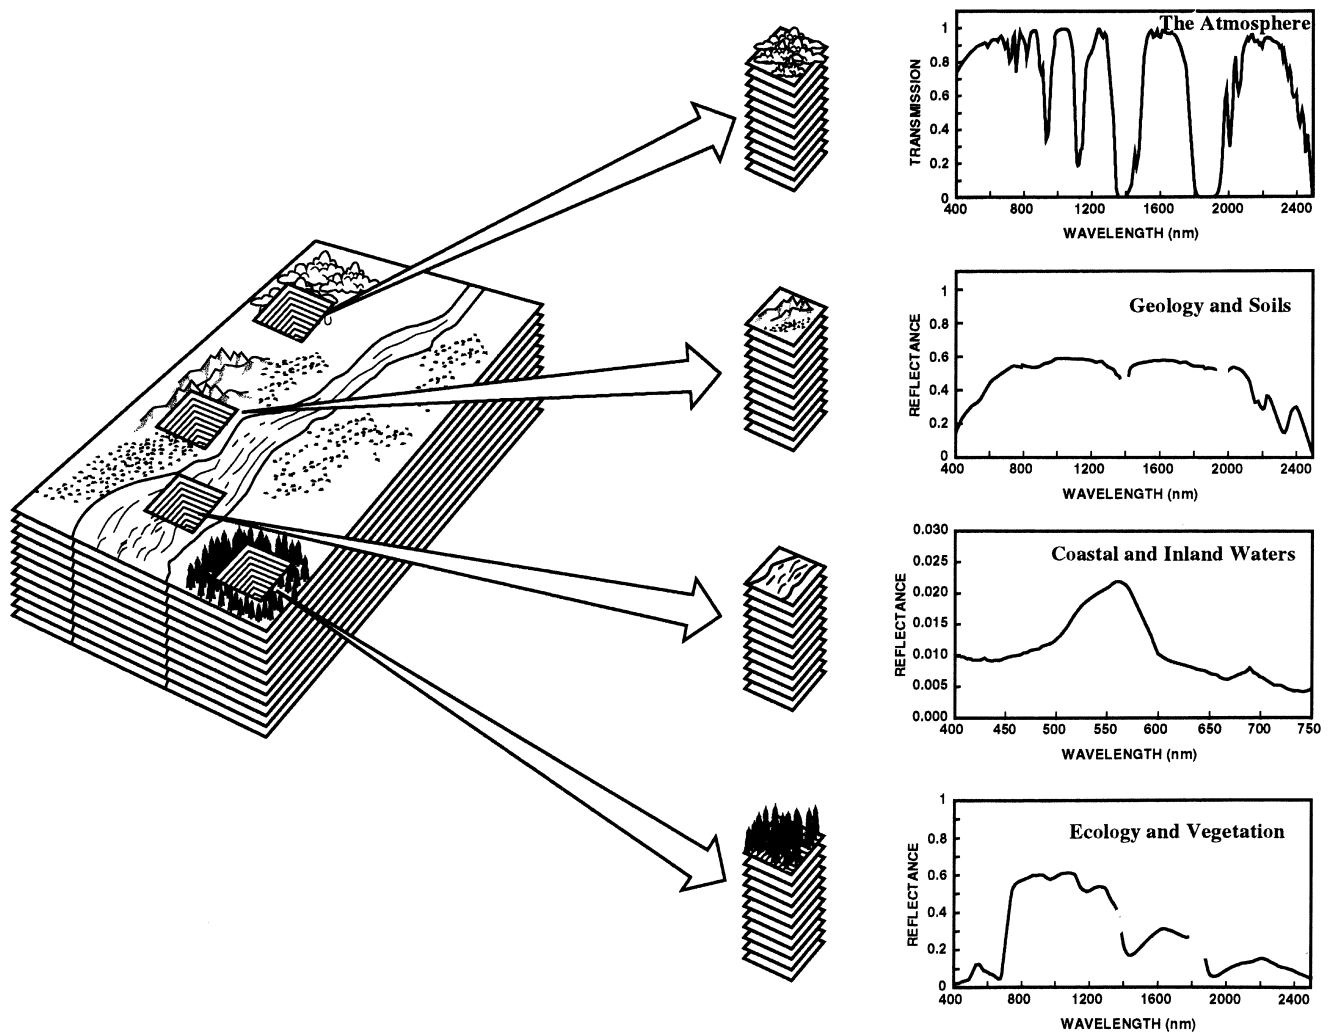 The Atmosphere
TRANSMISSION
1
0.8
0.6
0.4
0.2
0
400 800 1200 1600 2000 2400
WAVELENGTH (nm)
Geology and Soils
REFLECTANCE
1
0.8
0.6
0.4
0.2
0
400 800 1200 1600 2000 2400
WAVELENGTH (nm)
Coastal and Inland Waters
REFLECTANCE
0.030
0.025
0.020
0.015
0.010
0.005
0.000
400 450 500 550 600 650 700 750
WAVELENGTH (nm)
Ecology and Vegetation
REFLECTANCE
1
0.8
0.6
0.4
0.2
0
400 800 1200 1600 2000 2400
WAVELENGTH (nm)